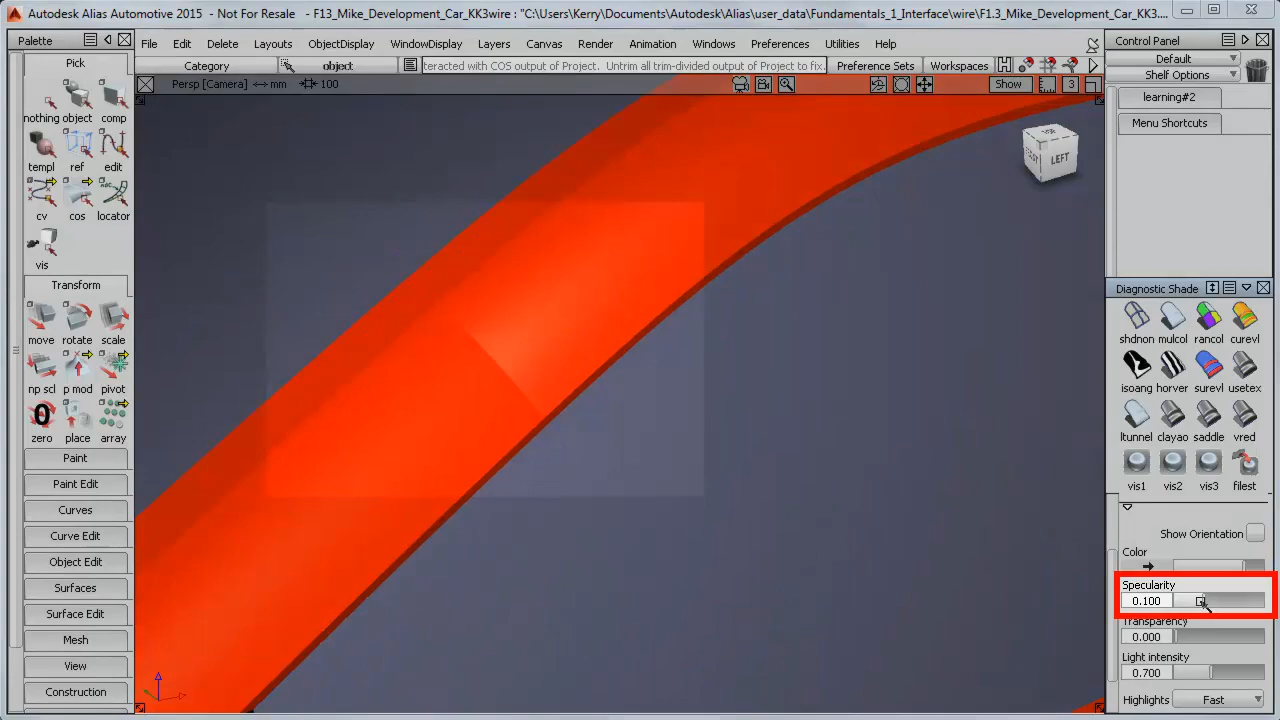 Autodesk Alias Automotive 2015 - Not For Resale - F13_Mike_Development_Car_KK3wire : "C:\Users\Kerry\Documents\Autodesk\Alias\user_data\Fundamentals_1_Interface\wire\F1.3_Mike_Development_Car_KK3....
Palette
File Edit Delete Layouts ObjectDisplay WindowDisplay Layers Canvas Render Animation Windows Preferences Utilities Help
Control Panel
Category object teracted with COS output of Project. Untrim all trim-divided output of Project to fix. Preference Sets Workspaces
Default
Shelf Options
Persp [Camera] mm 100 Show 3
Pick
nothing object comp
templ ref edit
cv cos locator
vis
Transform
move rotate scale
np scl p mod pivot
0
zero place array
Paint
Paint Edit
Curves
Curve Edit
Object Edit
Surfaces
Surface Edit
Mesh
View
Construction
LEFT
learning#2
Menu Shortcuts
Diagnostic Shade
shdnon mulcol rancol curevl
isoang horver surevl usetex
ltunnel clayao saddle vred
vis1 vis2 vis3 filest
Show Orientation
Color
Specularity
0.100
Transparency
0.000
Light intensity
0.700
Highlights Fast